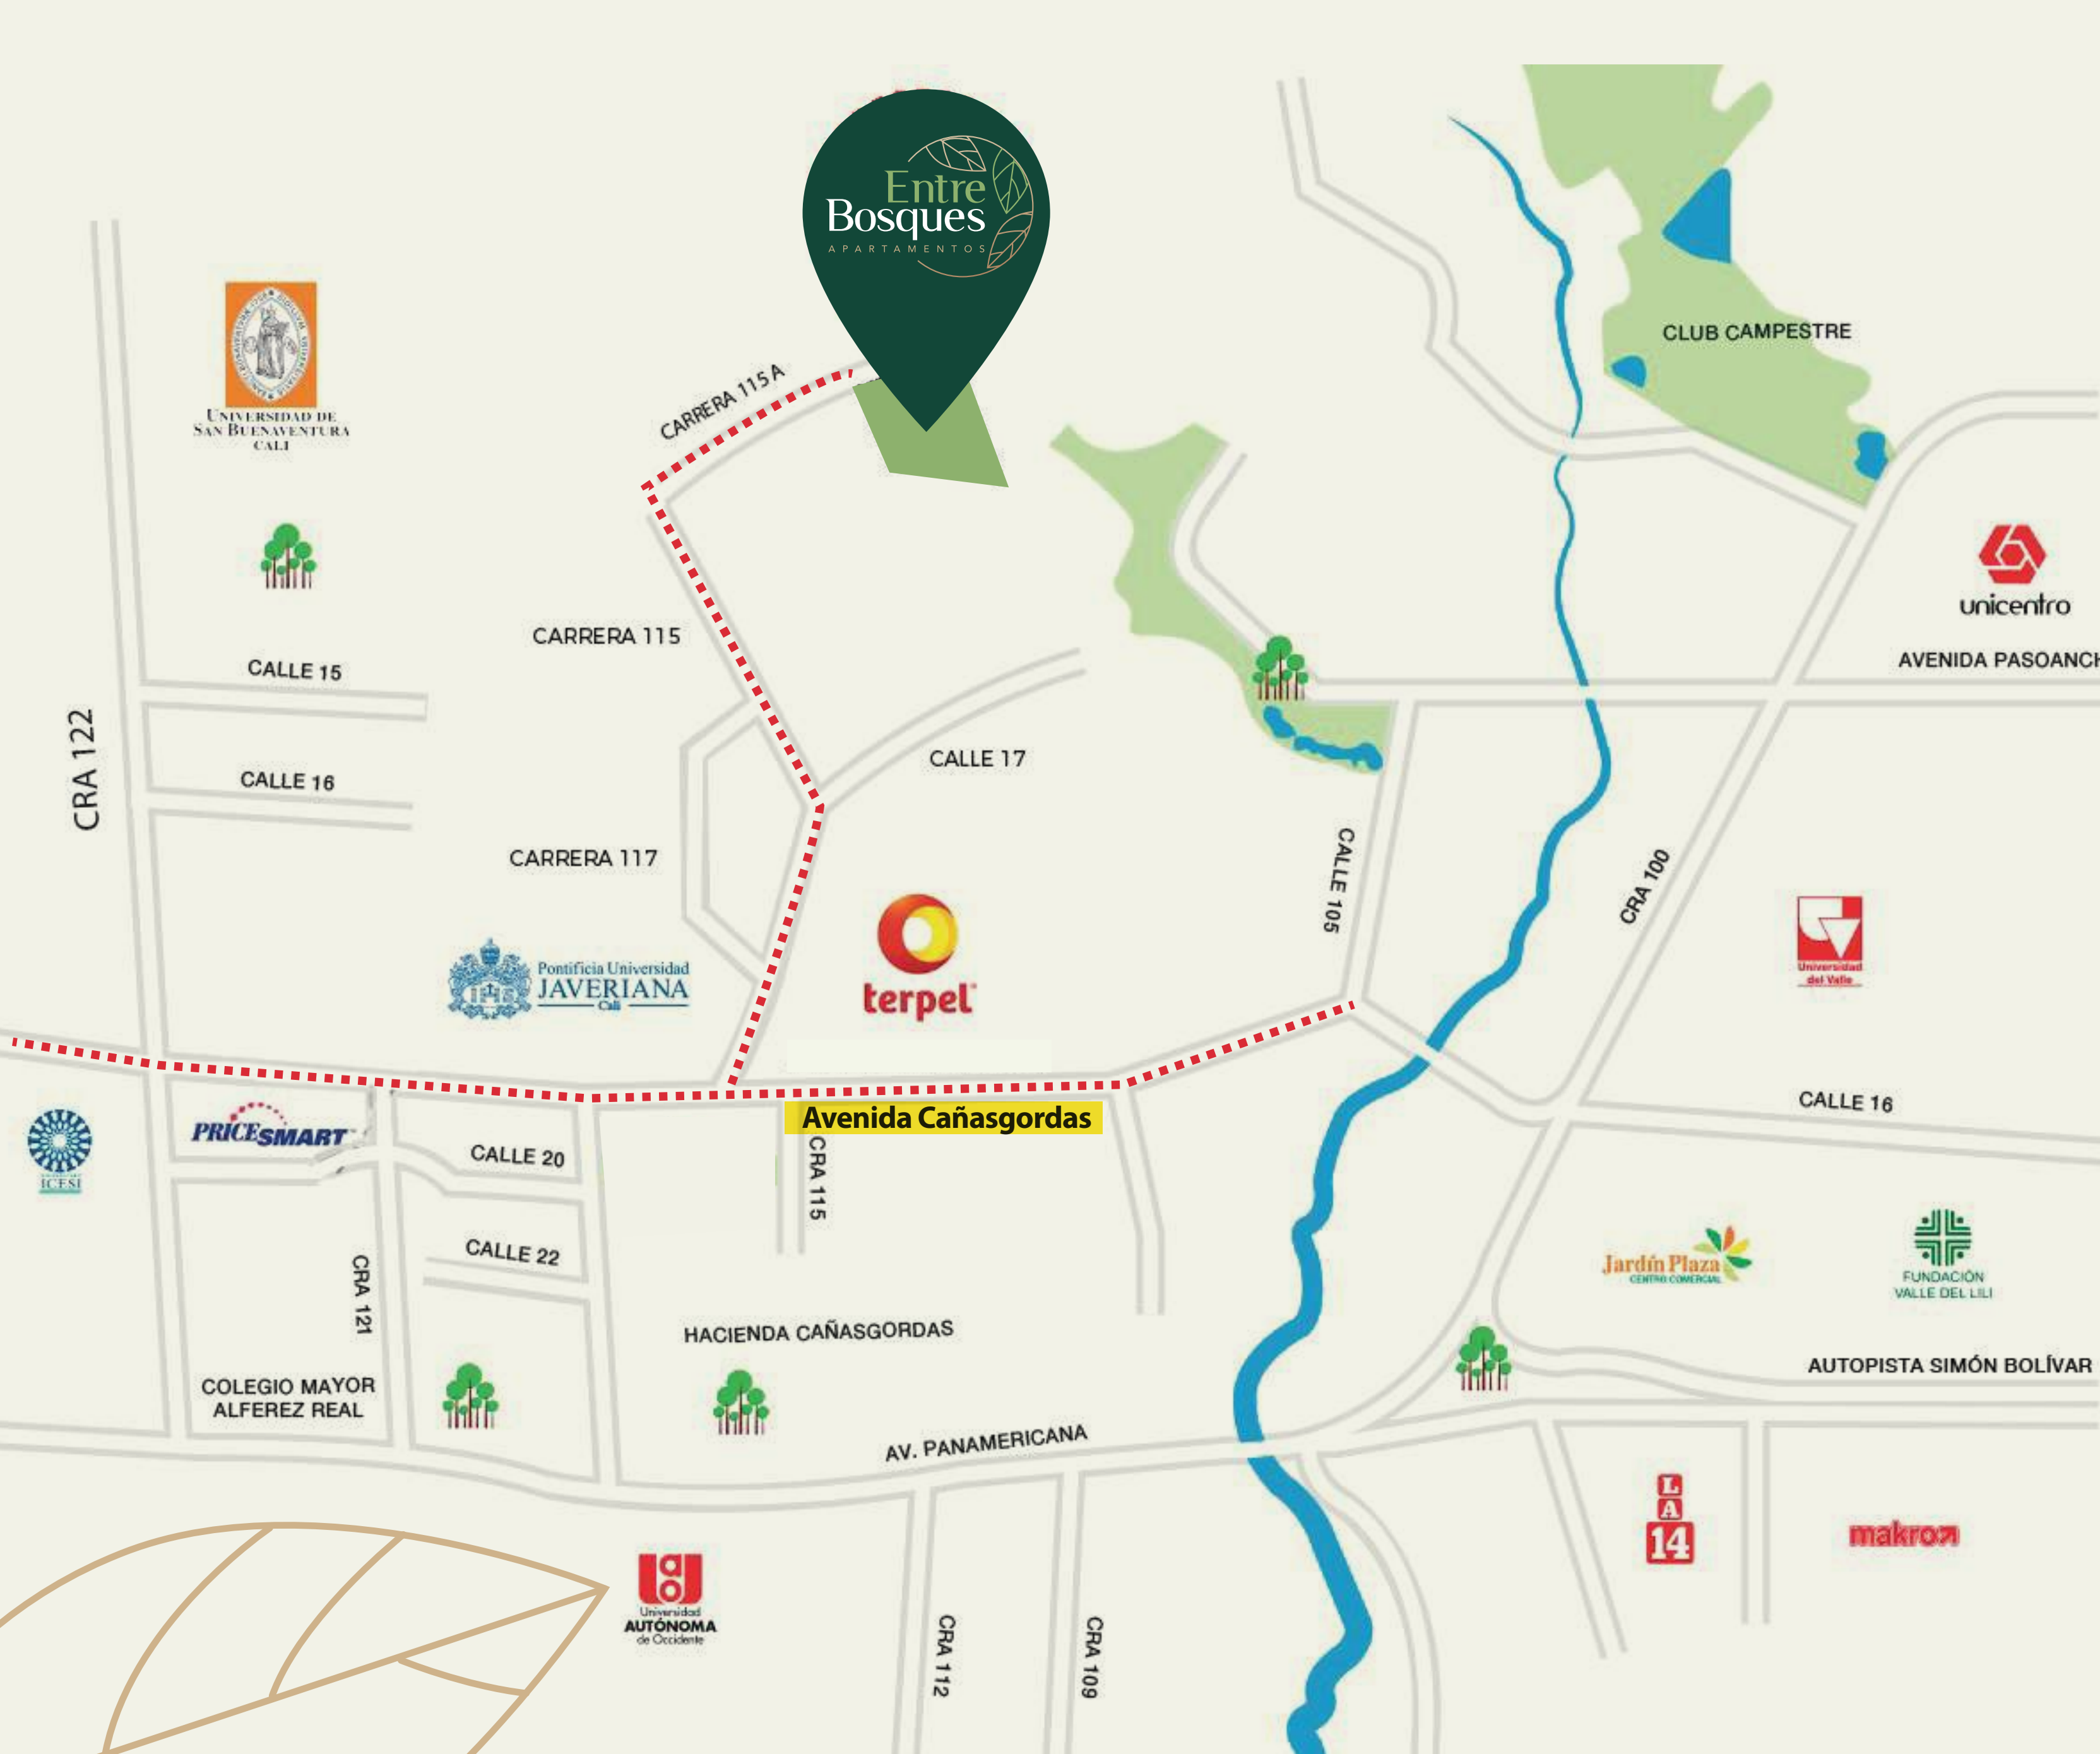 Entre
Bosques
APARTAMENTOS
CARRERA 115 A
CLUB CAMPESTRE
UNIVERSIDAD DE
SAN BUENAVENTURA
CALI
unicentro
AVENIDA PASOANCH
CARRERA 115
CALLE 15
CRA 122
CALLE 16
CALLE 17
CARRERA 117
CALLE 105
CRA 100
Pontificia Universidad
JAVERIANA
Cali
terpel
Universidad
del Valle
PRICESMART
ICESI
Avenida Cañasgordas
CALLE 16
CALLE 20
CRA 115
CALLE 22
CRA 121
Jardín Plaza
CENTRO COMERCIAL
FUNDACIÓN
VALLE DEL LILI
HACIENDA CAÑASGORDAS
COLEGIO MAYOR
ALFEREZ REAL
AUTOPISTA SIMÓN BOLÍVAR
AV. PANAMERICANA
LA
14
makro
uao
Universidad
AUTÓNOMA
de Occidente
CRA 112
CRA 109